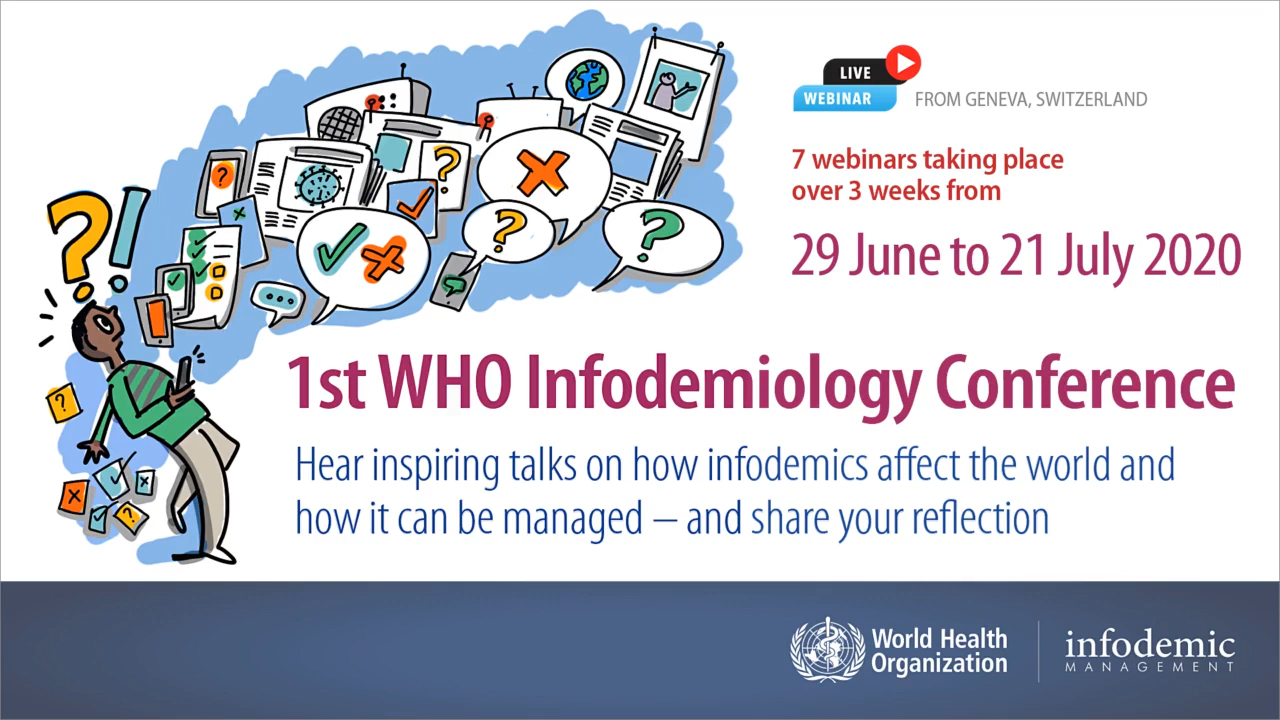 LIVE
WEBINAR
FROM GENEVA, SWITZERLAND
7 webinars taking place
over 3 weeks from
29 June to 21 July 2020
1st WHO Infodemiology Conference
Hear inspiring talks on how infodemics affect the world and
how it can be managed – and share your reflection
World Health
Organization
infodemic
MANAGEMENT